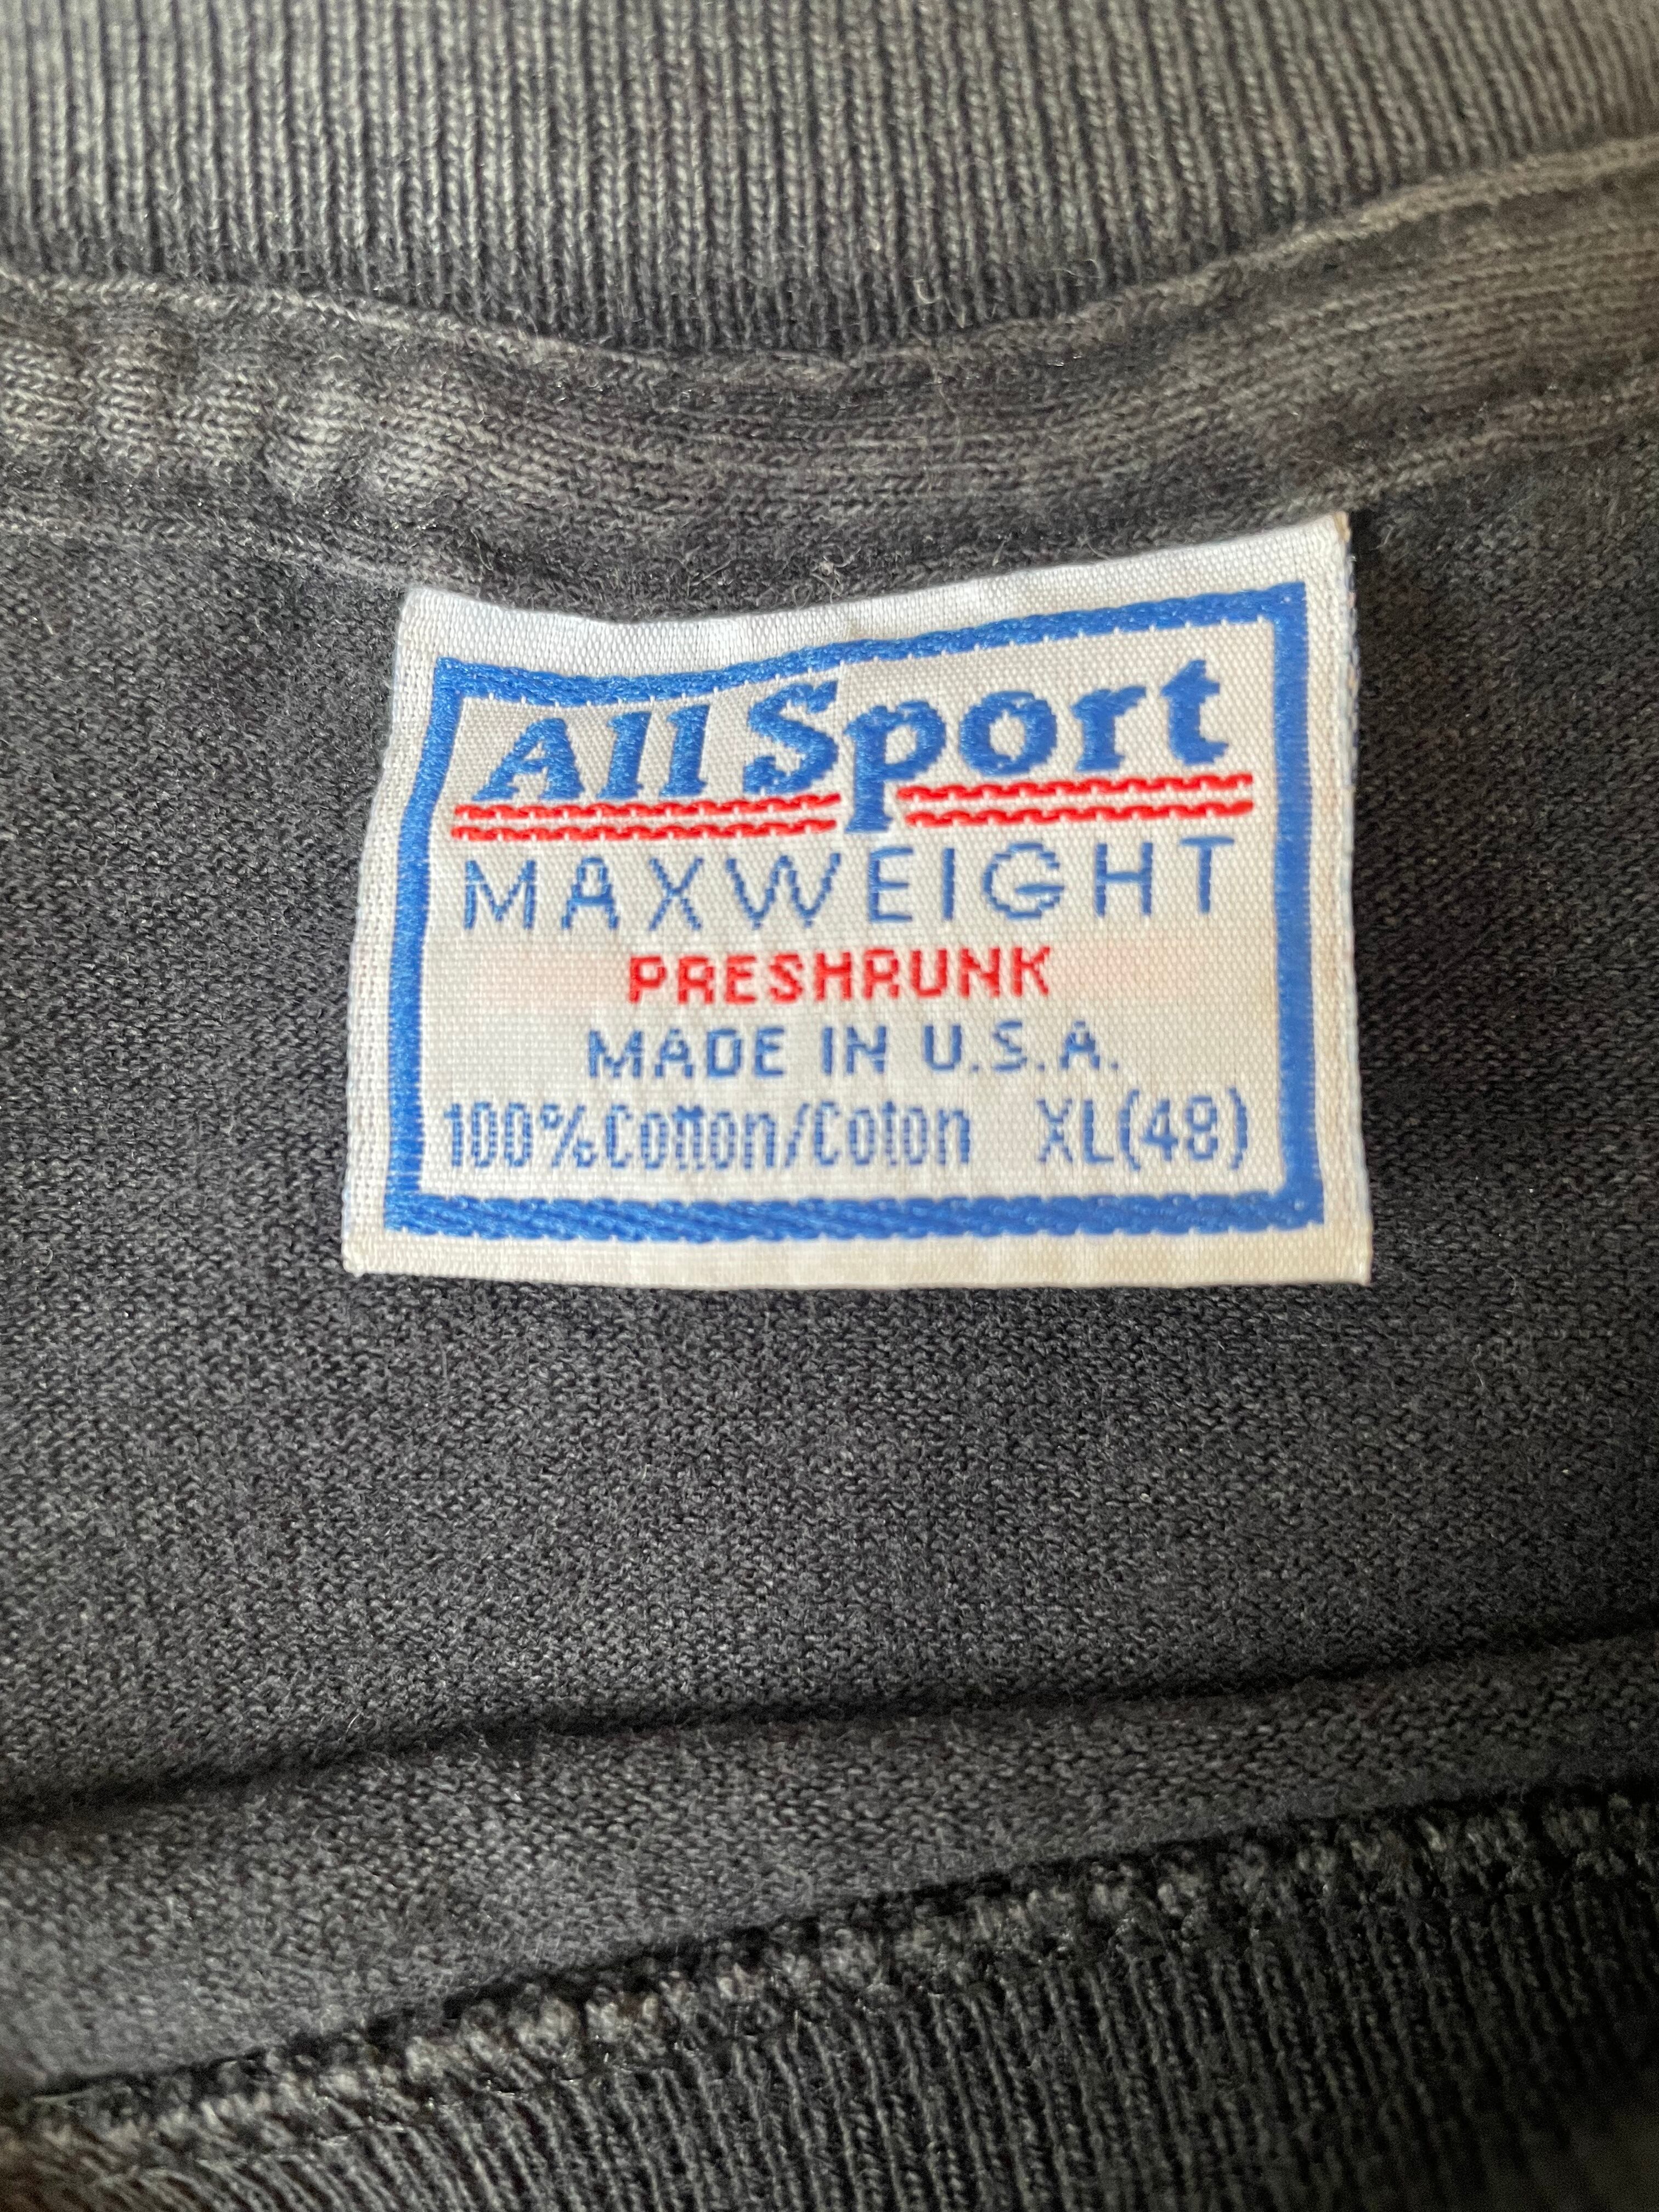 All Sport
MAXWEIGHT
PRESHRUNK
MADE IN U.S.A.
100% Cotton/Coton XL(48)